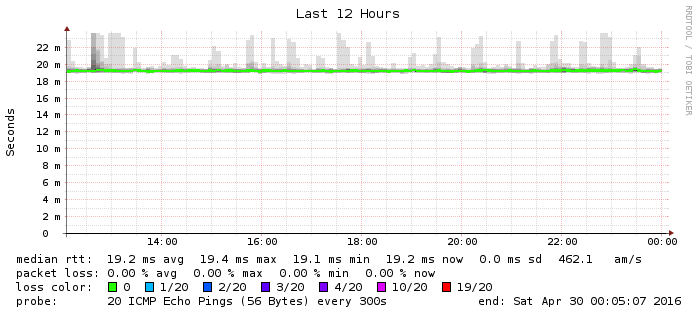 Last 12 Hours
RRDTOOL / TOBI OETIKER
Seconds
22 m
20 m
18 m
16 m
14 m
12 m
10 m
8 m
6 m
4 m
2 m
0
14:00 16:00 18:00 20:00 22:00 00:00
median rtt: 19.2 ms avg 19.4 ms max 19.1 ms min 19.2 ms now 0.0 ms sd 462.1 am/s
packet loss: 0.00 % avg 0.00 % max 0.00 % min 0.00 % now
loss color: 0 1/20 2/20 3/20 4/20 10/20 19/20
probe: 20 ICMP Echo Pings (56 Bytes) every 300s end: Sat Apr 30 00:05:07 2016